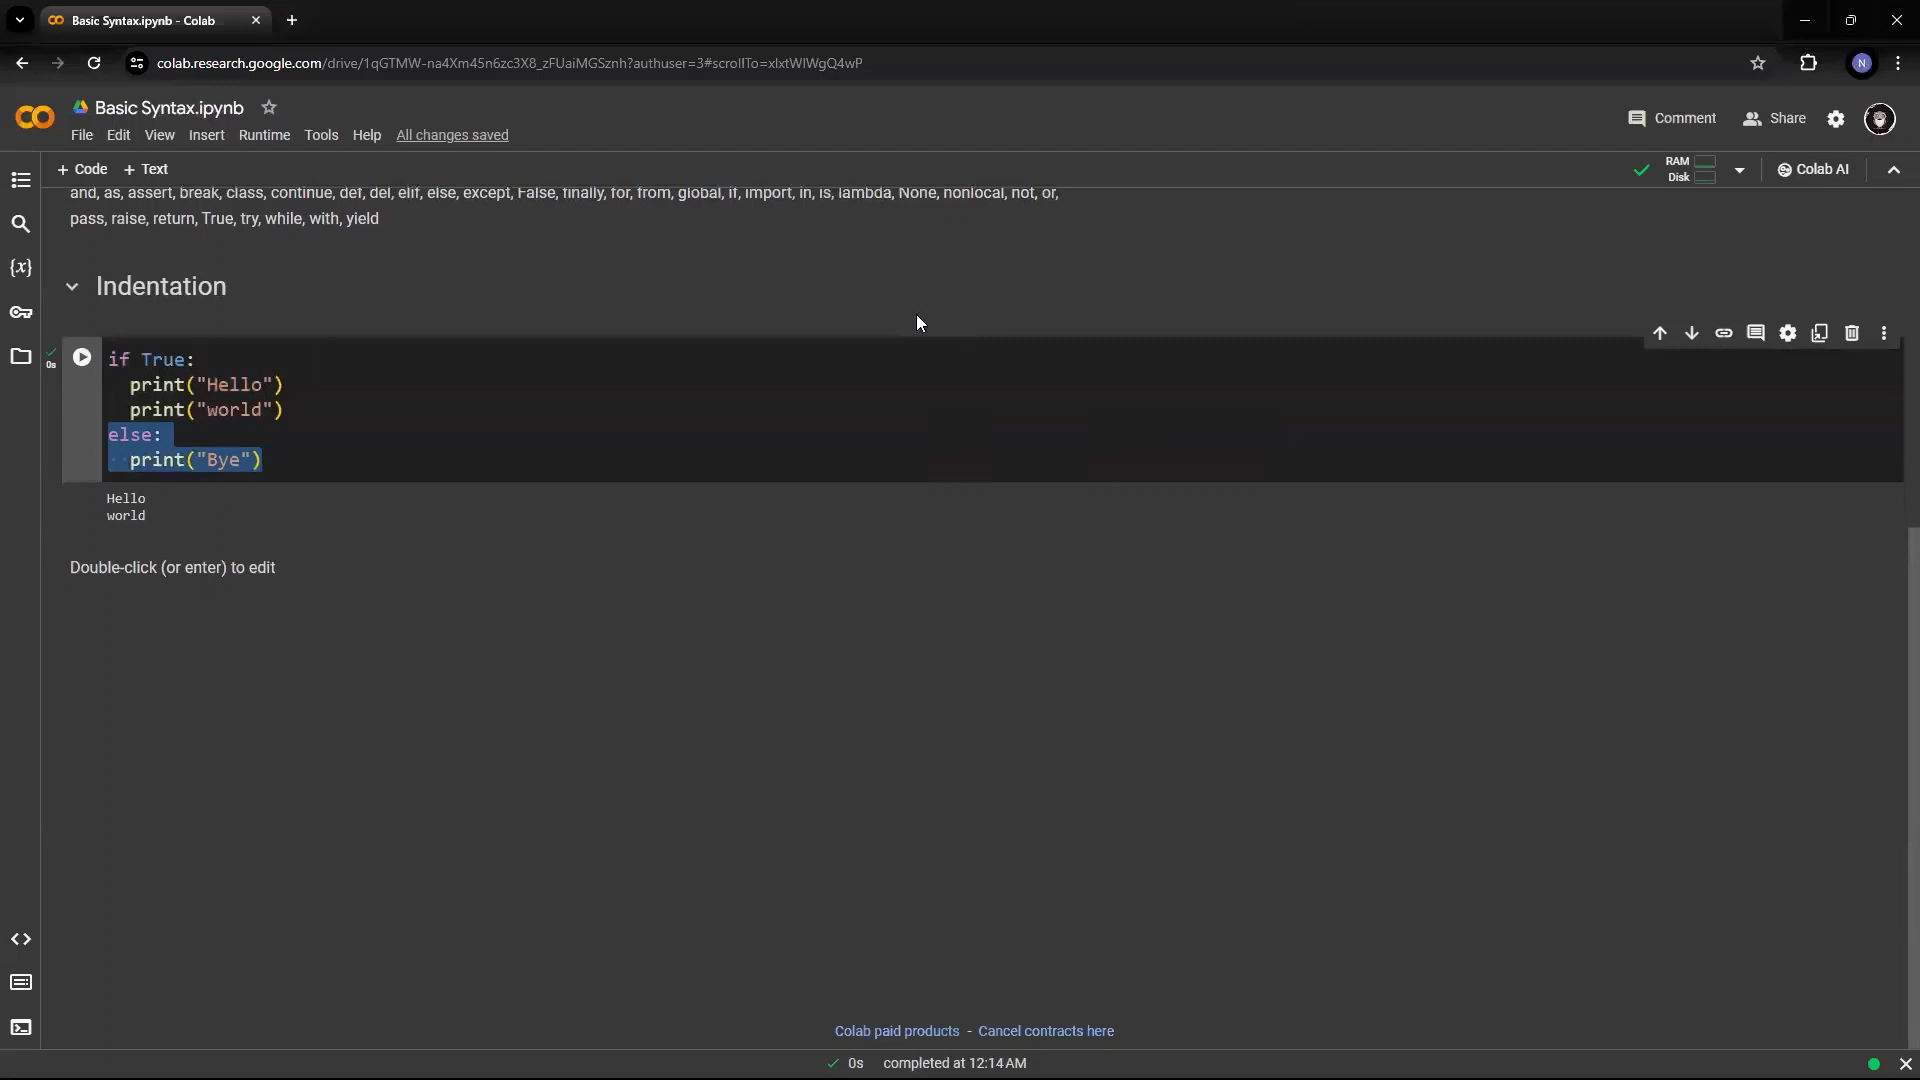 Basic Syntax.ipynb - Colab
colab.research.google.com/drive/1qGTMW-na4Xm45n6zc3X8_zFUaiMGSznh?authuser=3#scrollTo=xlxtWlWgQ4wP
N
Basic Syntax.ipynb
Comment
Share
File Edit View Insert Runtime Tools Help All changes saved
+ Code + Text
RAM
Disk
Colab AI
and, as, assert, break, class, continue, def, del, elif, else, except, False, finally, for, from, global, if, import, in, is, lambda, None, nonlocal, not, or,
pass, raise, return, True, try, while, with, yield
{x}
Indentation
0s
if True:
print("Hello")
print("world")
else:
print("Bye")
Hello
world
Double-click (or enter) to edit
Colab paid products - Cancel contracts here
0s completed at 12:14 AM